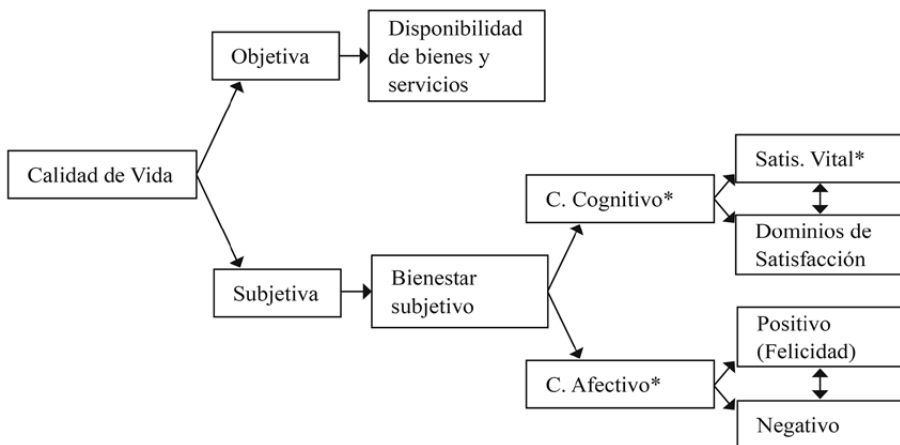 Disponibilidad
de bienes y
servicios
Objetiva
Calidad de Vida
Satis. Vital*
C. Cognitivo*
Dominios de
Satisfacción
Subjetiva
Bienestar
subjetivo
Positivo
(Felicidad)
C. Afectivo*
Negativo